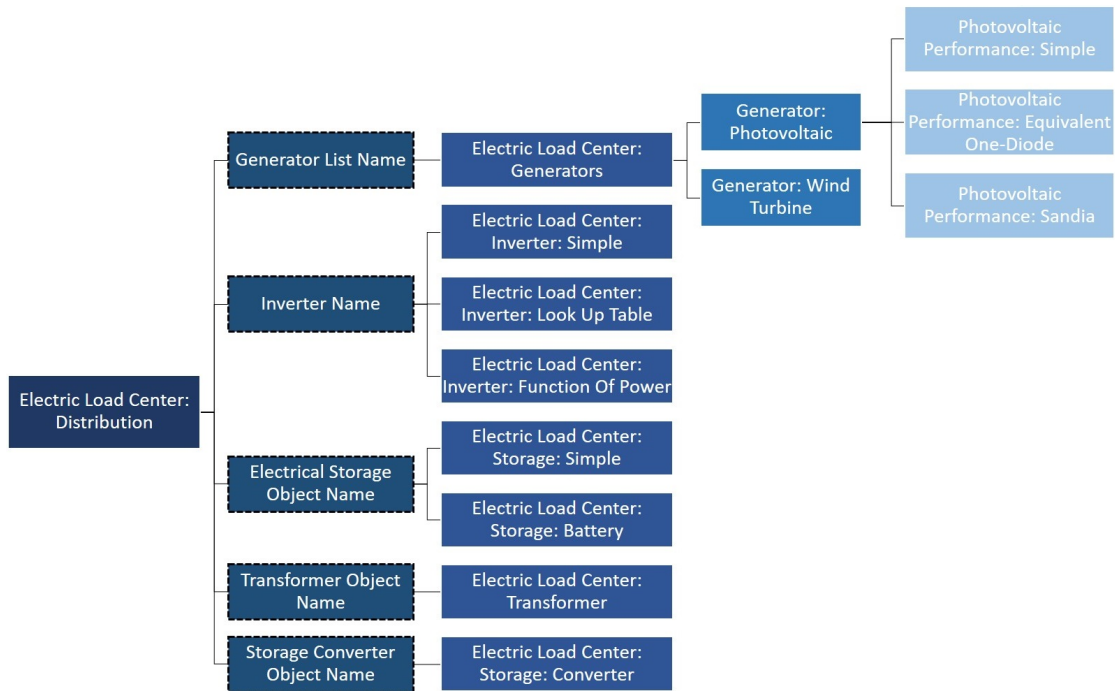 Electric Load Center:
Distribution
Generator List Name
Electric Load Center:
Generators
Generator:
Photovoltaic
Photovoltaic
Performance: Simple
Photovoltaic
Performance: Equivalent
One-Diode
Photovoltaic
Performance: Sandia
Generator: Wind
Turbine
Inverter Name
Electric Load Center:
Inverter: Simple
Electric Load Center:
Inverter: Look Up Table
Electric Load Center:
Inverter: Function Of Power
Electrical Storage
Object Name
Electric Load Center:
Storage: Simple
Electric Load Center:
Storage: Battery
Transformer Object
Name
Electric Load Center:
Transformer
Storage Converter
Object Name
Electric Load Center:
Storage: Converter